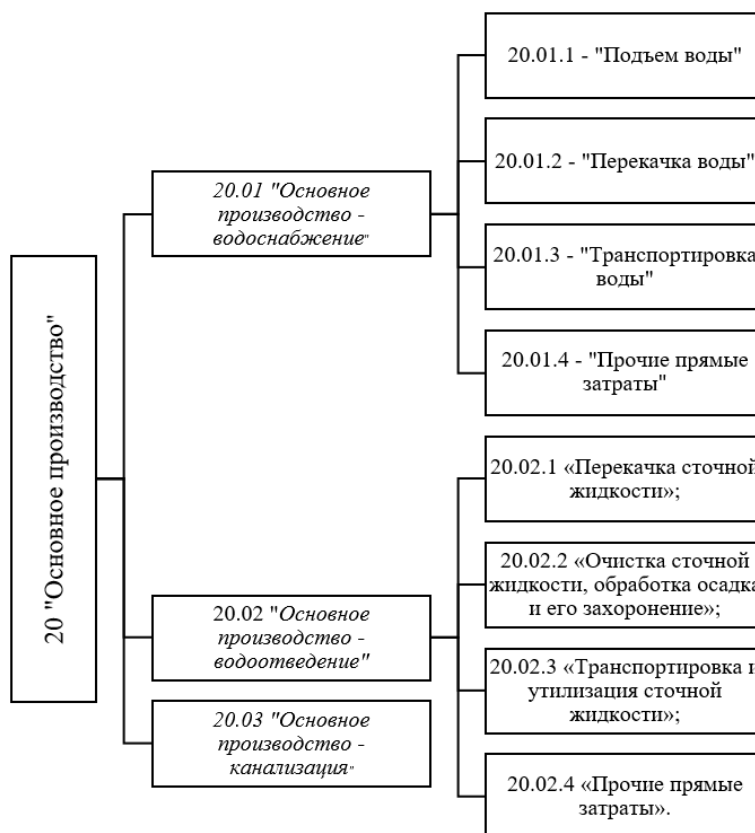 20 "Основное производство"
20.01 "Основное
производство -
водоснабжение"
20.01.1 - "Подъем воды"
20.01.2 - "Перекачка воды"
20.01.3 - "Транспортировка
воды"
20.01.4 - "Прочие прямые
затраты"
20.02 "Основное
производство -
водоотведение"
20.02.1 «Перекачка сточной
жидкости»;
20.02.2 «Очистка сточной
жидкости, обработка осадка
и его захоронение»;
20.02.3 «Транспортировка и
утилизация сточной
жидкости»;
20.02.4 «Прочие прямые
затраты».
20.03 "Основное
производство -
канализация"